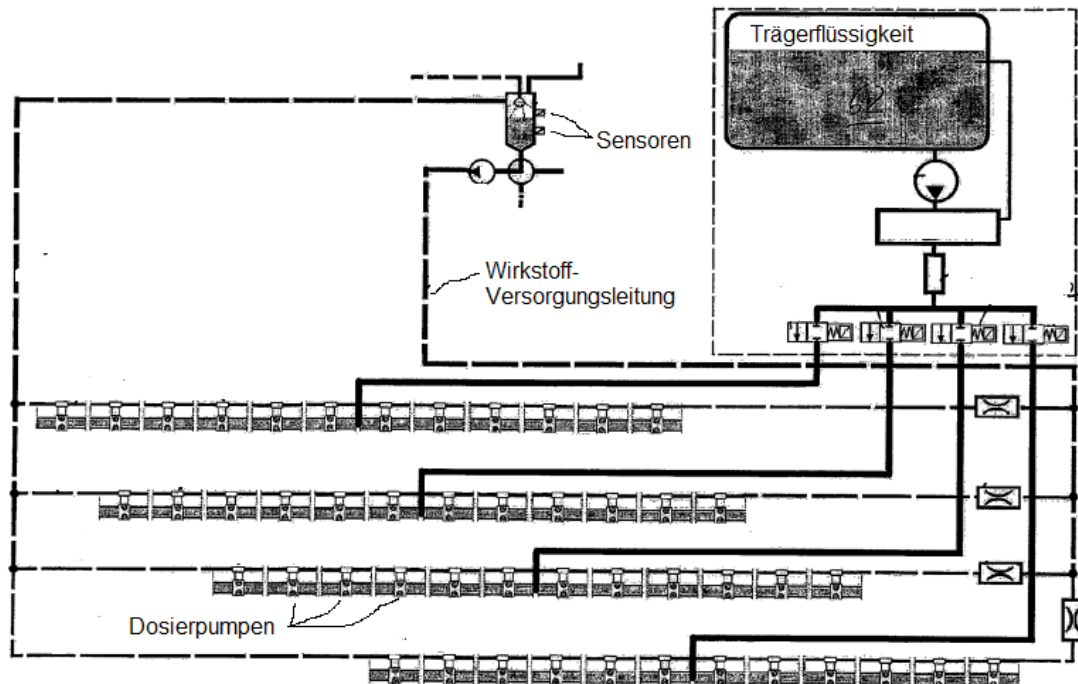 Trägerflüssigkeit
Sensoren
Wirkstoff-
Versorgungsleitung
Dosierpumpen